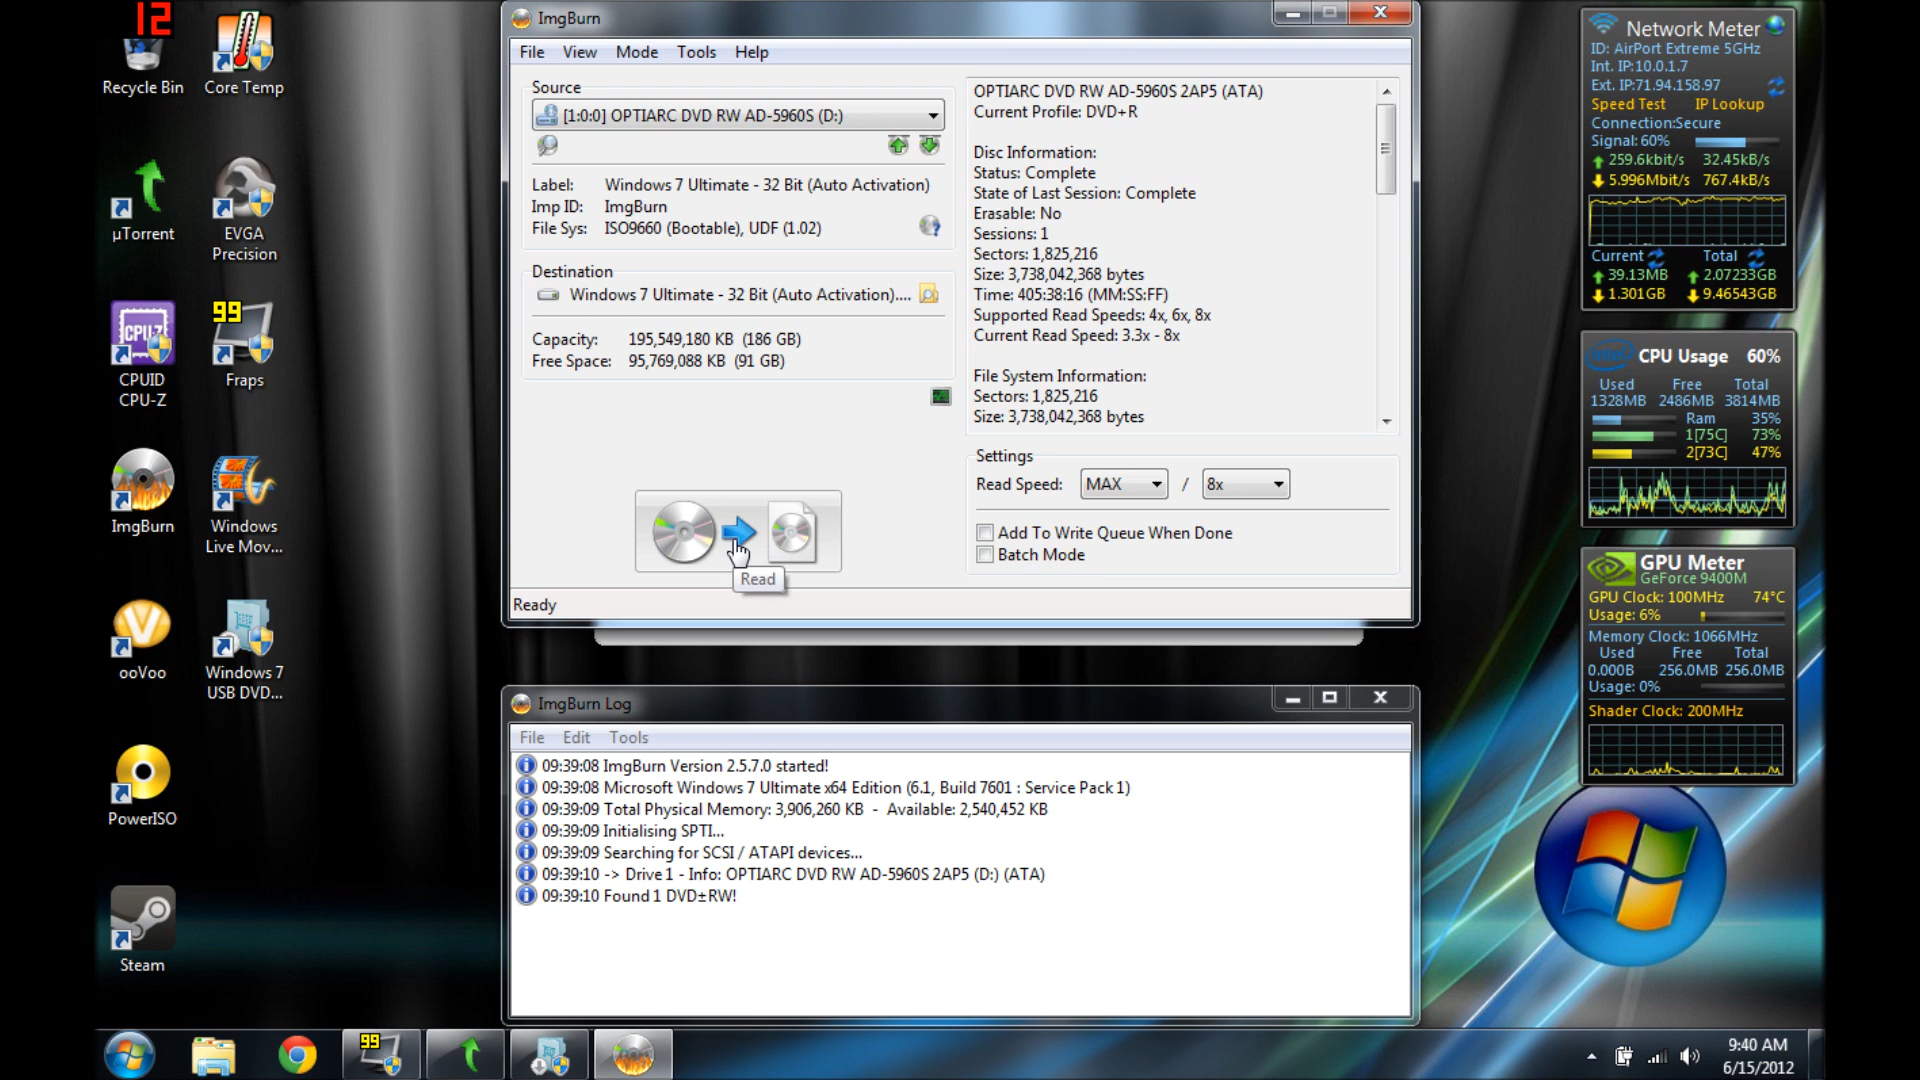 12
Recycle Bin
Core Temp
µTorrent
EVGA
Precision
CPU-Z
CPUID
CPU-Z
99
Fraps
ImgBurn
Windows
Live Mov...
ooVoo
Windows 7
USB DVD...
PowerISO
Steam
ImgBurn
File View Mode Tools Help
Source
[1:0:0] OPTIARC DVD RW AD-5960S (D:)
Label: Windows 7 Ultimate - 32 Bit (Auto Activation)
Imp ID: ImgBurn
File Sys: ISO9660 (Bootable), UDF (1.02)
Destination
Windows 7 Ultimate - 32 Bit (Auto Activation)....
Capacity: 195,549,180 KB (186 GB)
Free Space: 95,769,088 KB (91 GB)
Read
Ready
OPTIARC DVD RW AD-5960S 2AP5 (ATA)
Current Profile: DVD+R
Disc Information:
Status: Complete
State of Last Session: Complete
Erasable: No
Sessions: 1
Sectors: 1,825,216
Size: 3,738,042,368 bytes
Time: 405:38:16 (MM:SS:FF)
Supported Read Speeds: 4x, 6x, 8x
Current Read Speed: 3.3x - 8x
File System Information:
Sectors: 1,825,216
Size: 3,738,042,368 bytes
Settings
Read Speed: MAX / 8x
Add To Write Queue When Done
Batch Mode
ImgBurn Log
File Edit Tools
09:39:08 ImgBurn Version 2.5.7.0 started!
09:39:08 Microsoft Windows 7 Ultimate x64 Edition (6.1, Build 7601 : Service Pack 1)
09:39:09 Total Physical Memory: 3,906,260 KB - Available: 2,540,452 KB
09:39:09 Initialising SPTI...
09:39:09 Searching for SCSI / ATAPI devices...
09:39:10 -> Drive 1 - Info: OPTIARC DVD RW AD-5960S 2AP5 (D:) (ATA)
09:39:10 Found 1 DVD±RW!
Network Meter
ID: AirPort Extreme 5GHz
Int. IP:10.0.1.7
Ext. IP:71.94.158.97
Speed Test IP Lookup
Connection:Secure
Signal: 60%
259.6kbit/s 32.45kB/s
5.996Mbit/s 767.4kB/s
Current Total
39.13MB 2.07233GB
1.301GB 9.46543GB
intel CPU Usage 60%
Used Free Total
1328MB 2486MB 3814MB
Ram 35%
1[75C] 73%
2[73C] 47%
GPU Meter
GeForce 9400M
GPU Clock: 100MHz 74°C
Usage: 6%
Memory Clock: 1066MHz
Used Free Total
0.000B 256.0MB 256.0MB
Usage: 0%
Shader Clock: 200MHz
99
9:40 AM
6/15/2012